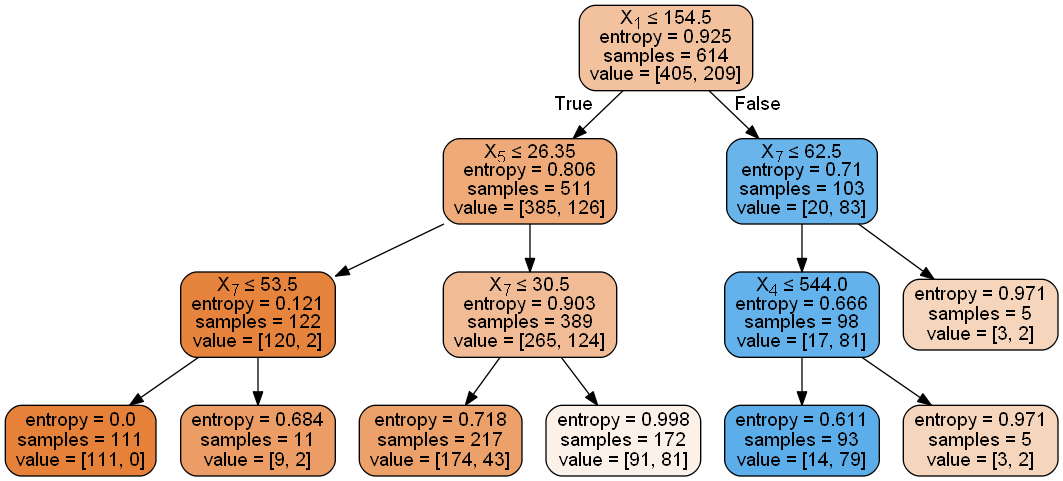 X1 ≤ 154.5
entropy = 0.925
samples = 614
value = [405, 209]
True
False
X5 ≤ 26.35
entropy = 0.806
samples = 511
value = [385, 126]
X7 ≤ 62.5
entropy = 0.71
samples = 103
value = [20, 83]
X7 ≤ 53.5
entropy = 0.121
samples = 122
value = [120, 2]
X7 ≤ 30.5
entropy = 0.903
samples = 389
value = [265, 124]
X4 ≤ 544.0
entropy = 0.666
samples = 98
value = [17, 81]
entropy = 0.971
samples = 5
value = [3, 2]
entropy = 0.0
samples = 111
value = [111, 0]
entropy = 0.684
samples = 11
value = [9, 2]
entropy = 0.718
samples = 217
value = [174, 43]
entropy = 0.998
samples = 172
value = [91, 81]
entropy = 0.611
samples = 93
value = [14, 79]
entropy = 0.971
samples = 5
value = [3, 2]